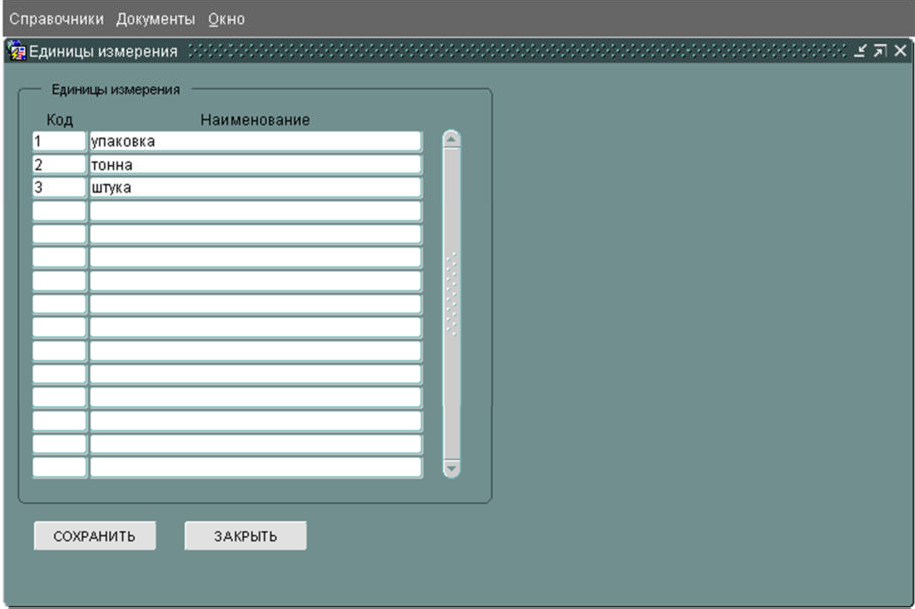 Справочники Документы Окно
Единицы измерения
Единицы измерения
Код Наименование
1 упаковка
2 тонна
3 штука
СОХРАНИТЬ ЗАКРЫТЬ